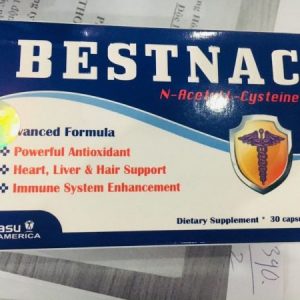 BESTNAC
N-Acetyl-L-Cysteine
vanced Formula
Powerful Antioxidant
Heart, Liver & Hair Support
Immune System Enhancement
asu
AMERICA
Dietary Supplement * 30 capsu